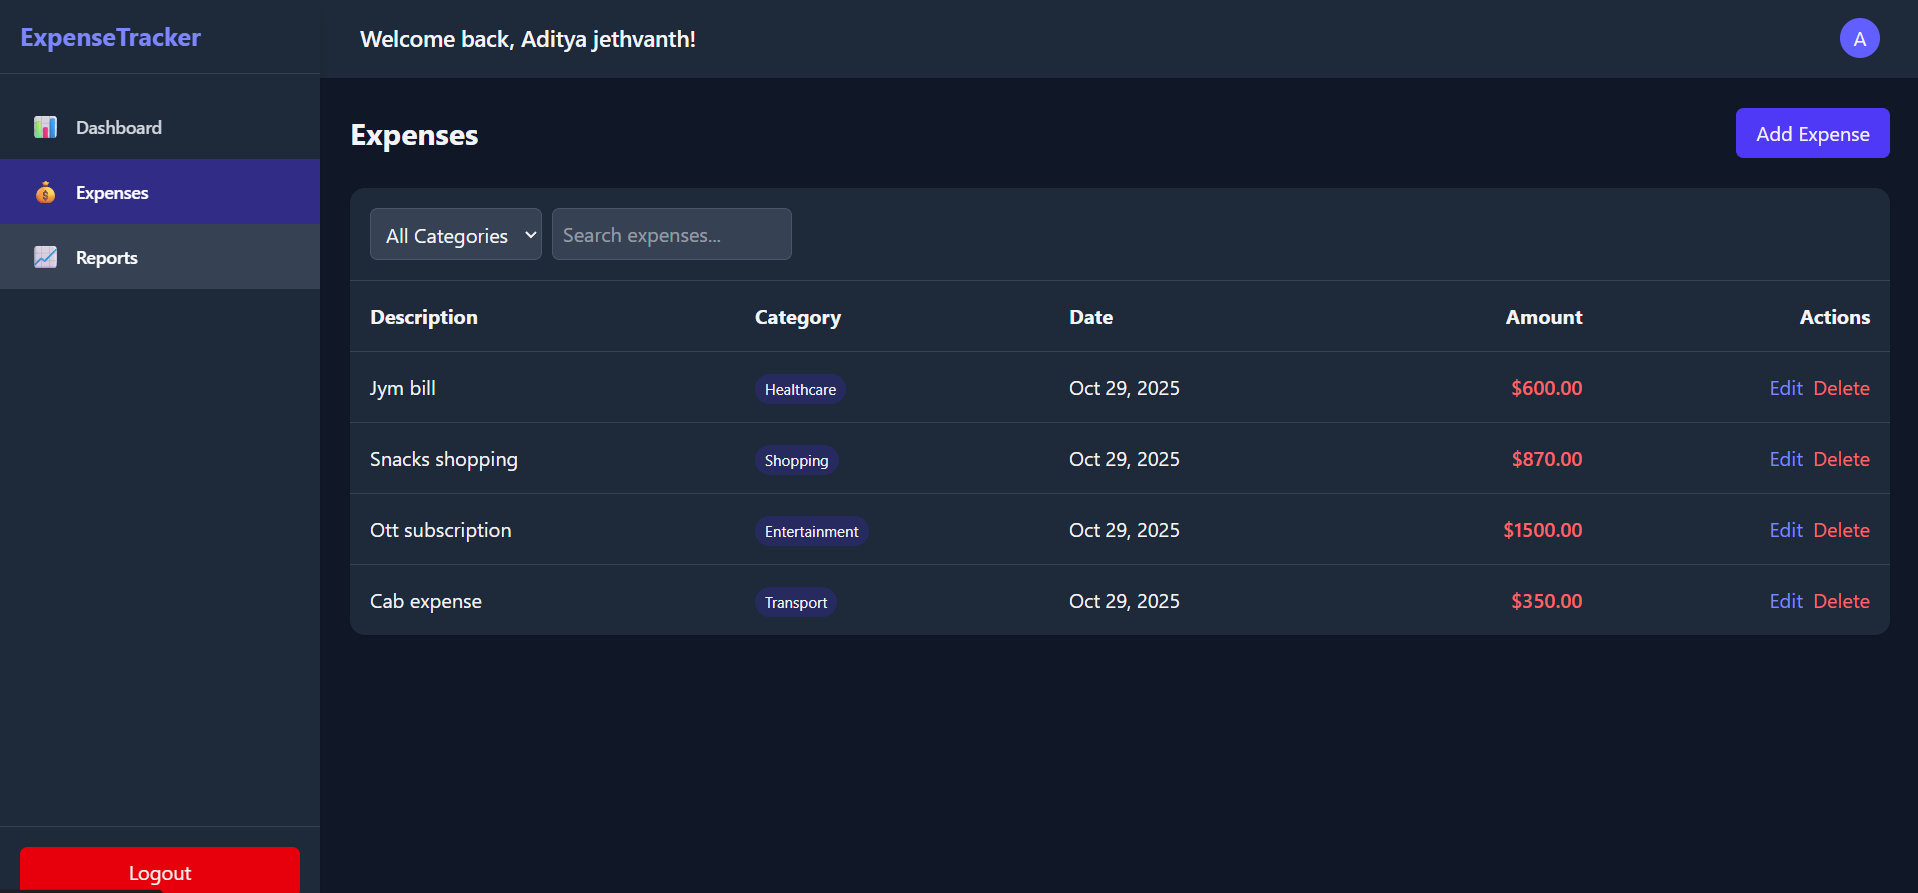 ExpenseTracker
Welcome back, Aditya jethvanth!
A
Dashboard
Expenses
Reports
Logout
Expenses
Add Expense
All Categories
Search expenses...
Description Category Date Amount Actions
Jym bill Healthcare Oct 29, 2025 $600.00 Edit Delete
Snacks shopping Shopping Oct 29, 2025 $870.00 Edit Delete
Ott subscription Entertainment Oct 29, 2025 $1500.00 Edit Delete
Cab expense Transport Oct 29, 2025 $350.00 Edit Delete